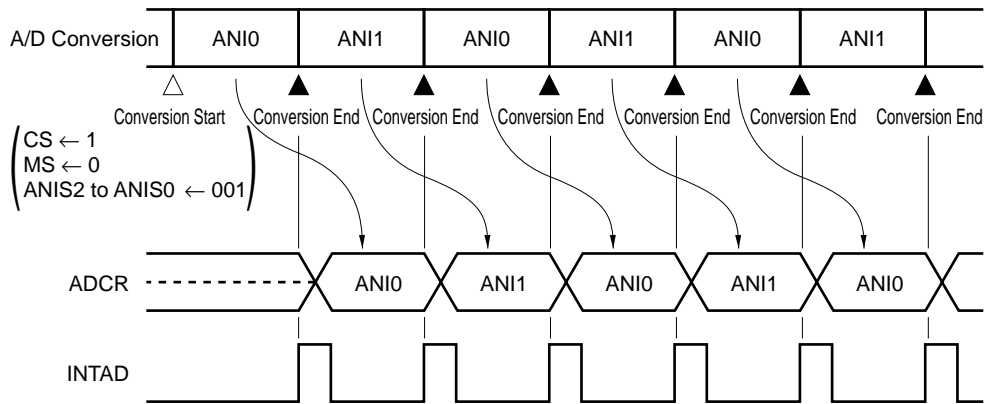 A/D Conversion ANI0 ANI1 ANI0 ANI1 ANI0 ANI1
Conversion Start Conversion End Conversion End Conversion End Conversion End Conversion End Conversion End
CS ← 1
MS ← 0
ANIS2 to ANIS0 ← 001
ADCR ANI0 ANI1 ANI0 ANI1 ANI0
INTAD